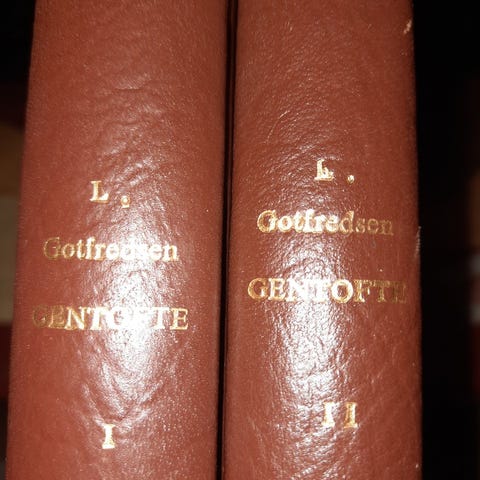 L,
Gotfredsen
GENTOFTE
I
L.
Gotfredsen
GENTOFTE
II